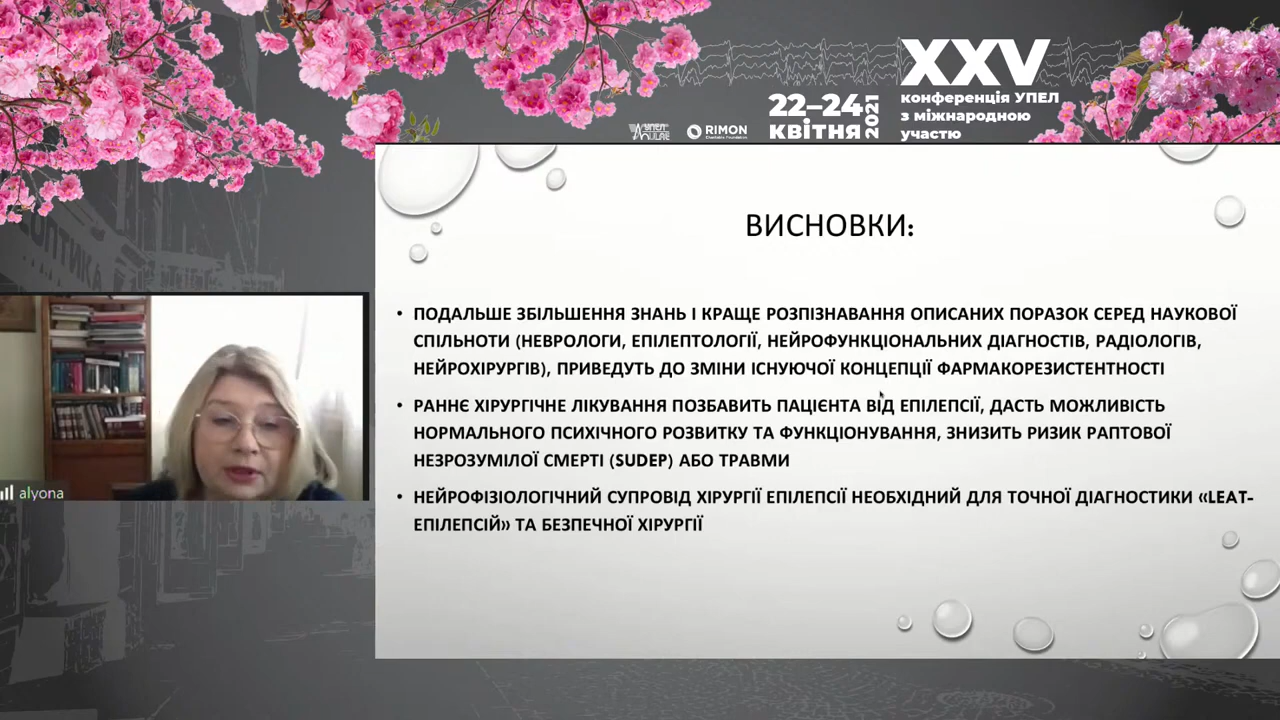 XXV
конференція УПЕЛ
з міжнародною
участю
22–24
квітня
2021
RIMON
ОПТИКА
ВИСНОВКИ:
• ПОДАЛЬШЕ ЗБІЛЬШЕННЯ ЗНАНЬ І КРАЩЕ РОЗПІЗНАВАННЯ ОПИСАНИХ ПОРАЗОК СЕРЕД НАУКОВОЇ
СПІЛЬНОТИ (НЕВРОЛОГИ, ЕПІЛЕПТОЛОГІЇ, НЕЙРОФУНКЦІОНАЛЬНИХ ДІАГНОСТІВ, РАДІОЛОГІВ,
НЕЙРОХІРУРГІВ), ПРИВЕДУТЬ ДО ЗМІНИ ІСНУЮЧОЇ КОНЦЕПЦІЇ ФАРМАКОРЕЗИСТЕНТНОСТІ
• РАННЄ ХІРУРГІЧНЕ ЛІКУВАННЯ ПОЗБАВИТЬ ПАЦІЄНТА ВІД ЕПІЛЕПСІЇ, ДАСТЬ МОЖЛИВІСТЬ
НОРМАЛЬНОГО ПСИХІЧНОГО РОЗВИТКУ ТА ФУНКЦІОНУВАННЯ, ЗНИЗИТЬ РИЗИК РАПТОВОЇ
НЕЗРОЗУМІЛОЇ СМЕРТІ (SUDEP) АБО ТРАВМИ
• НЕЙРОФІЗІОЛОГІЧНИЙ СУПРОВІД ХІРУРГІЇ ЕПІЛЕПСІЇ НЕОБХІДНИЙ ДЛЯ ТОЧНОЇ ДІАГНОСТИКИ «LEAT-
ЕПІЛЕПСІЙ» ТА БЕЗПЕЧНОЇ ХІРУРГІЇ
alyona